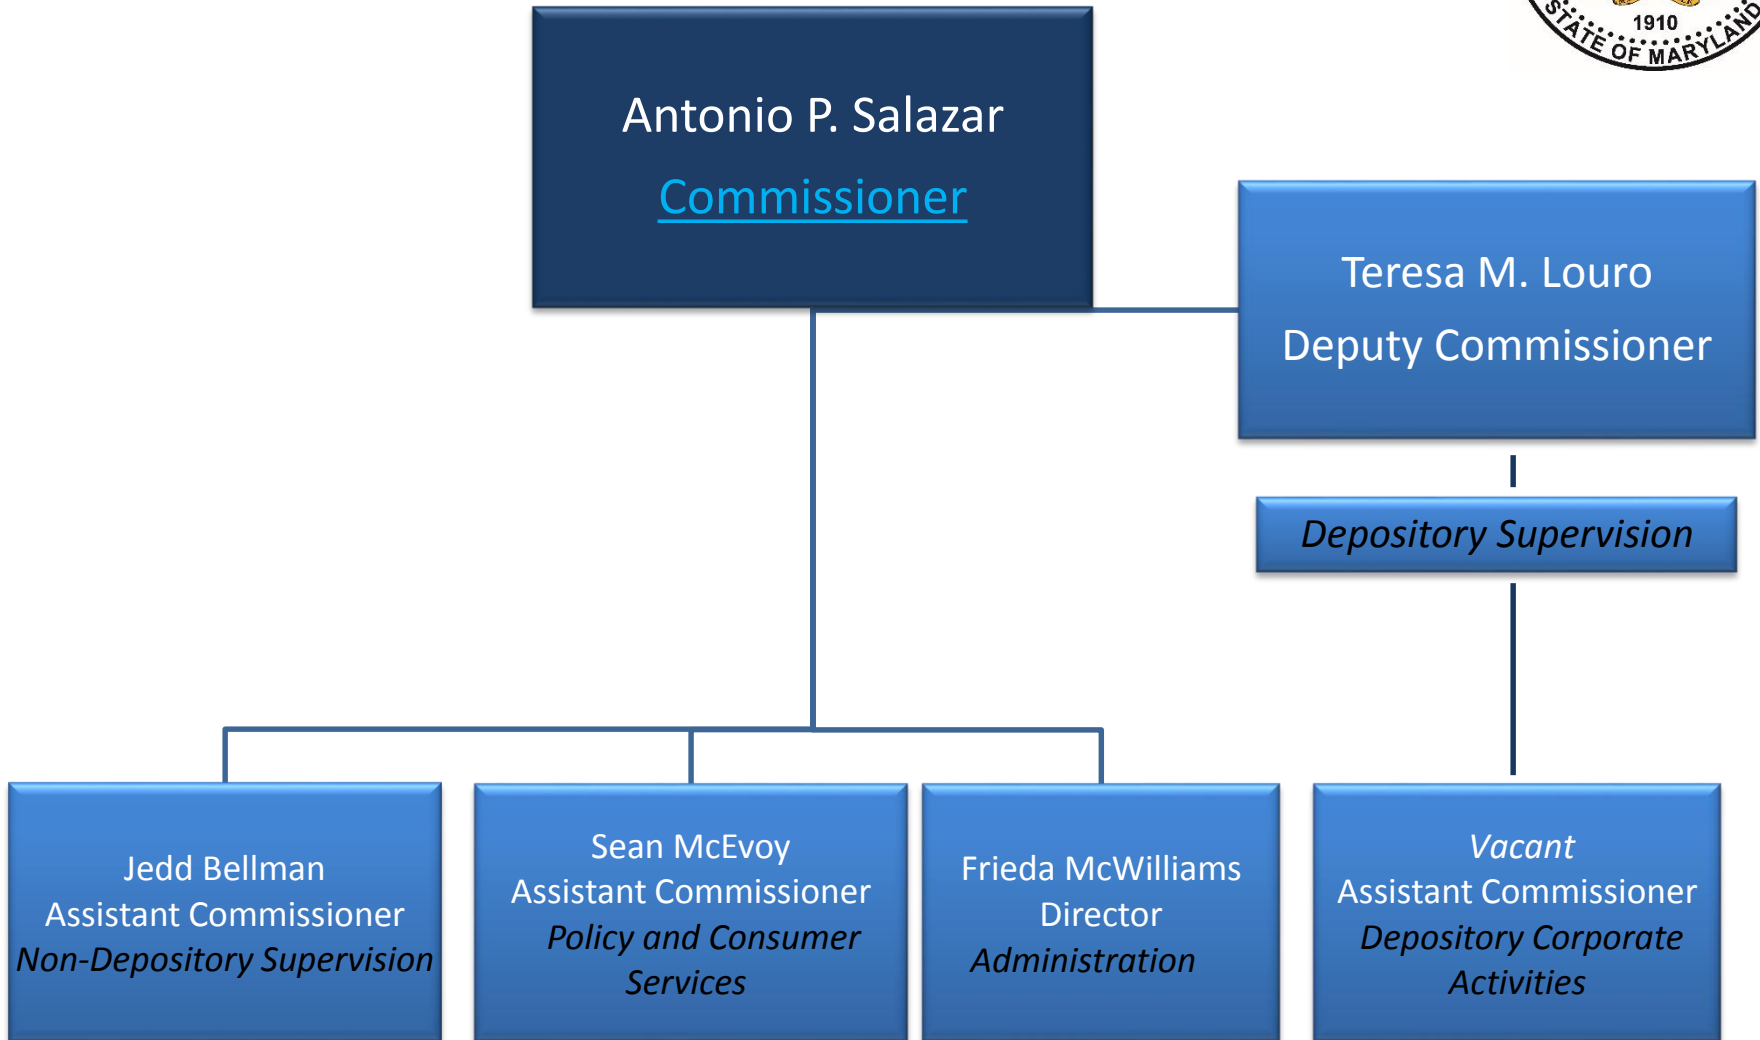 1910
STATE OF MARYLAND
Antonio P. Salazar
Commissioner
Teresa M. Louro
Deputy Commissioner
Depository Supervision
Jedd Bellman
Assistant Commissioner
Non-Depository Supervision
Sean McEvoy
Assistant Commissioner
Policy and Consumer
Services
Frieda McWilliams
Director
Administration
Vacant
Assistant Commissioner
Depository Corporate
Activities